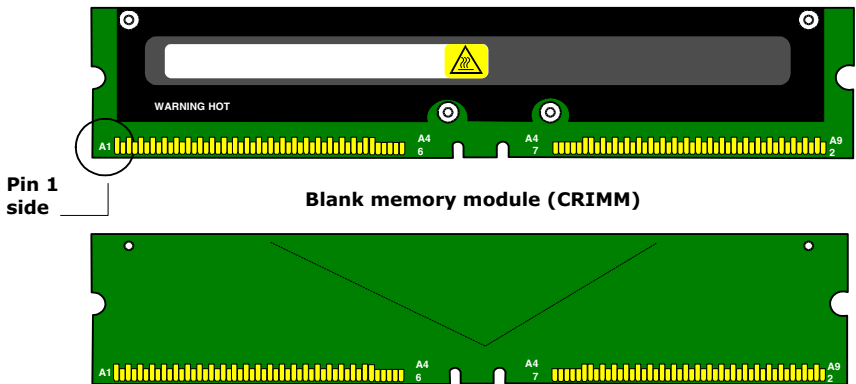 WARNING HOT
A1
A4
6
A4
7
A9
2
Pin 1
side
Blank memory module (CRIMM)
A1
A4
6
A4
7
A9
2